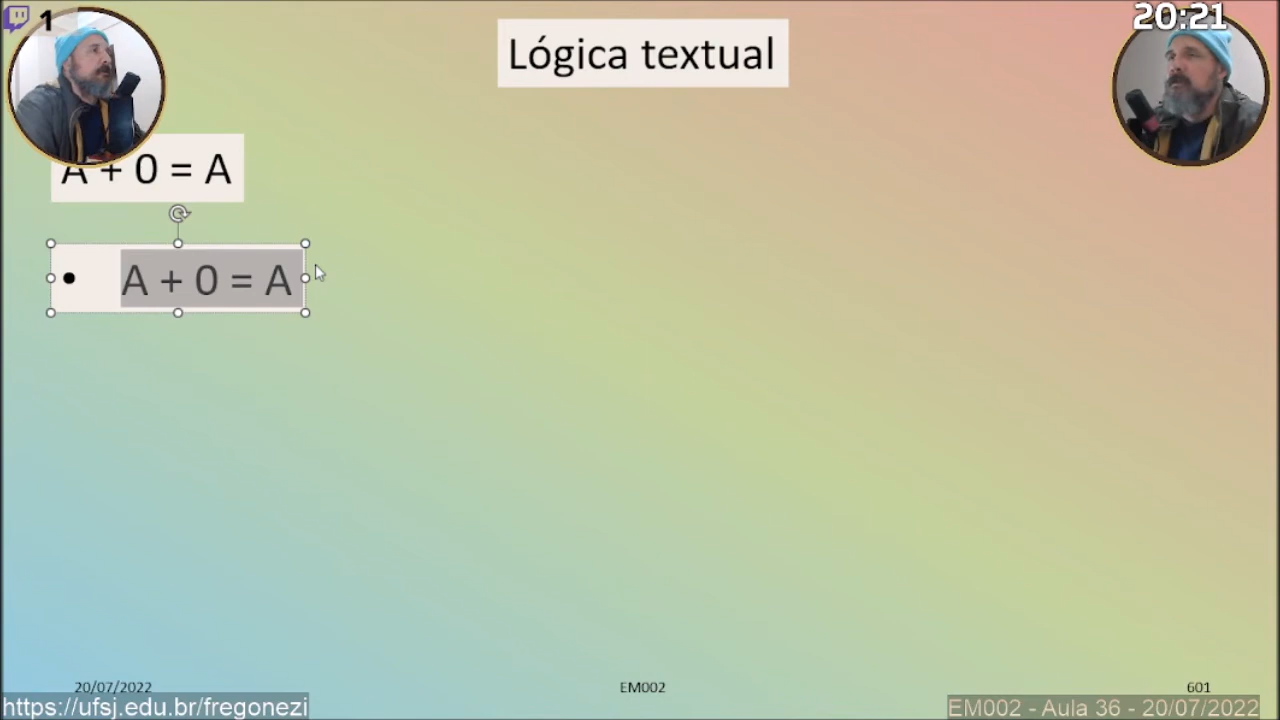 1
20:21
Lógica textual
A + 0 = A
• A + 0 = A
20/07/2022
EM002
601
https://ufsj.edu.br/fregonezi
EM002 - Aula 36 - 20/07/2022